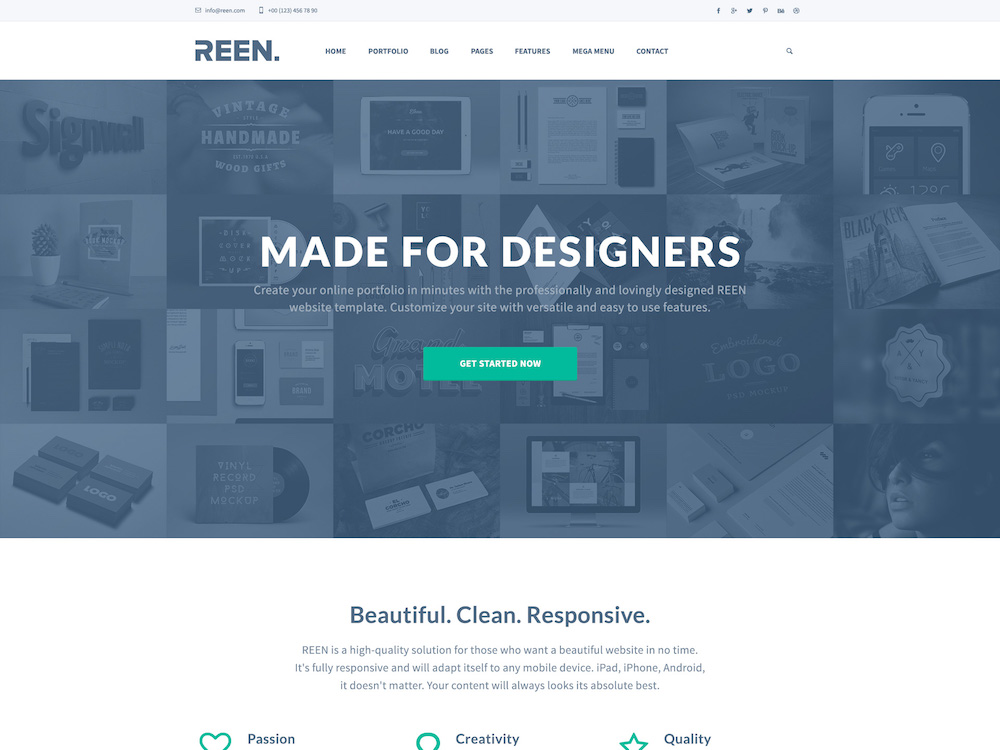 info@reen.com
+00 (123) 456 78 90
REEN.
HOME PORTFOLIO BLOG PAGES FEATURES MEGA MENU CONTACT
Signwall
VINTAGE
STYLE
HANDMADE
WOOD GIFTS
HAVE A GOOD DAY
12°C
BLACK KEY
DISC
COVER
MOCK
UP
MADE FOR DESIGNERS
Create your online portfolio in minutes with the professionally and lovingly designed REEN
website template. Customize your site with versatile and easy to use features.
GET STARTED NOW
Grand
MOTEL
BRAND
Embroidered
LOGO
PSD MOCKUP
LOGO
VINYL
RECORD
PSD
MOCKUP
CORCHO
EL
CORCHO
Beautiful. Clean. Responsive.
REEN is a high-quality solution for those who want a beautiful website in no time.
It's fully responsive and will adapt itself to any mobile device. iPad, iPhone, Android,
it doesn't matter. Your content will always looks its absolute best.
Passion
Creativity
Quality